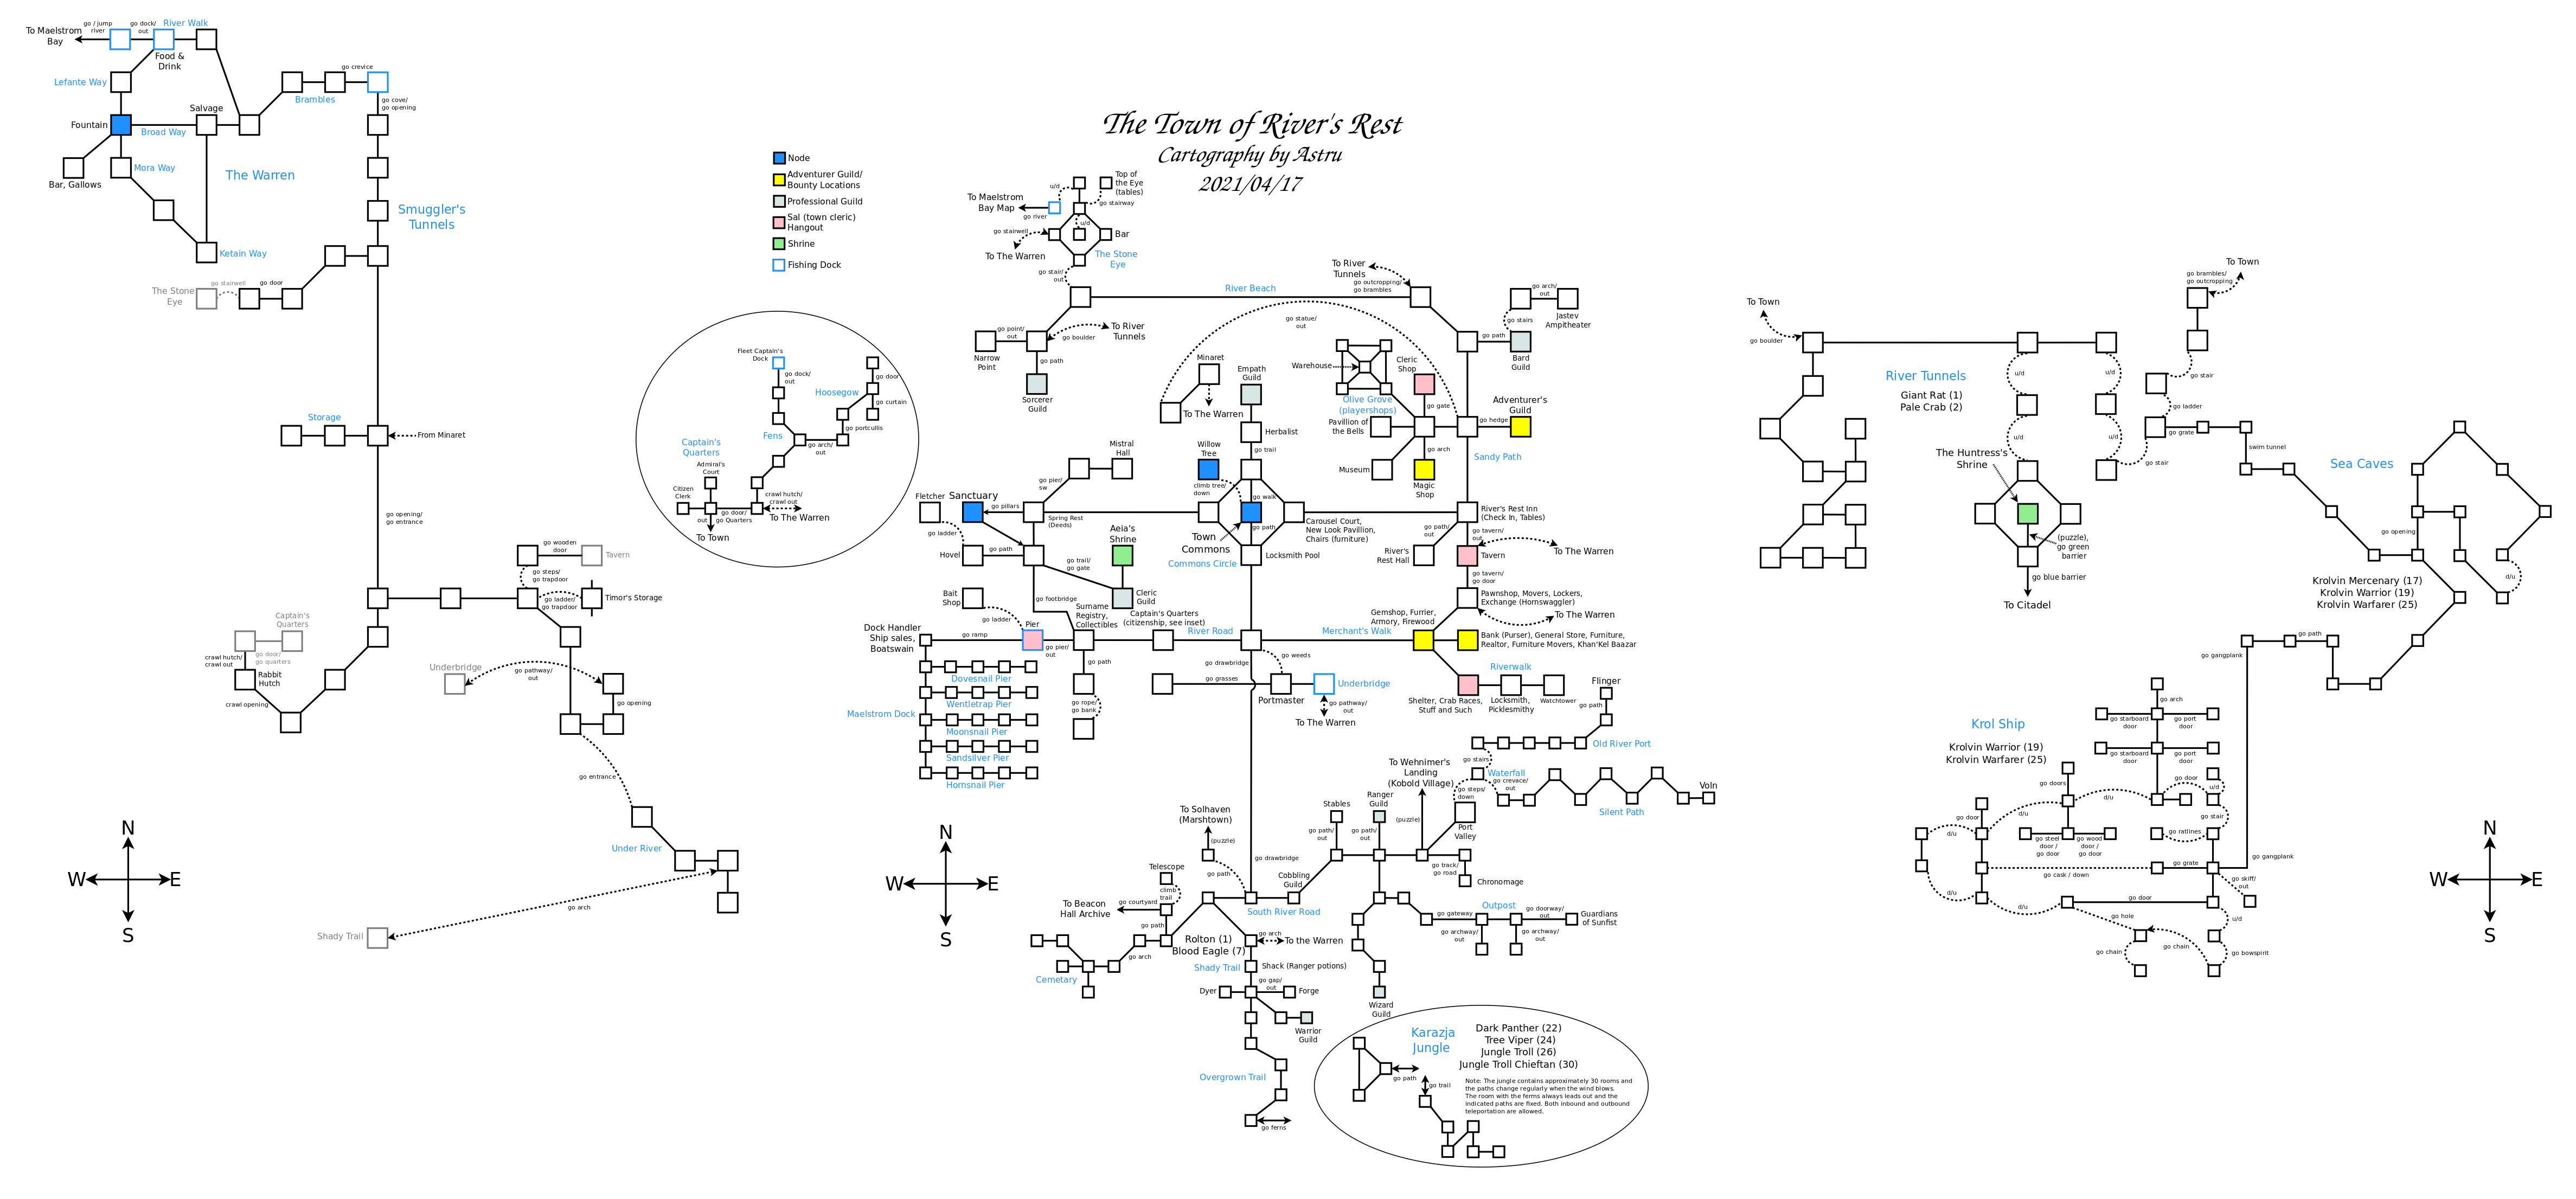 The Town of River's Rest
Cartography by Astru
2021/04/17
Node
Adventurer Guild/
Bounty Locations
Professional Guild
Sal (town cleric)
Hangout
Shrine
Fishing Dock
To Maelstrom
Bay
go / jump
river
go dock/
out
River Walk
Food &
Drink
Lefante Way
Fountain
Broad Way
Salvage
Bar, Gallows
Mora Way
The Warren
Ketain Way
Brambles
go crevice
go cove/
go opening
Smuggler's
Tunnels
The Stone
Eye
go stairwell
go door
Storage
From Minaret
go opening/
go entrance
go wooden
door
Tavern
go steps/
go trapdoor
go ladder/
go trapdoor
Timor's Storage
Captain's
Quarters
crawl hutch/
crawl out
go door/
go quarters
Rabbit
Hutch
crawl opening
Underbridge
go pathway/
out
go opening
go entrance
Under River
go arch
Shady Trail
N
W
E
S
Fleet Captain's
Dock
go dock/
out
Hoosegow
go door
go curtain
go portcullis
Fens
go arch/
out
Captain's
Quarters
Admiral's
Court
Citizen
Clerk
out
go door/
go Quarters
crawl hutch/
crawl out
To The Warren
To Town
To Maelstrom
Bay Map
go river
u/d
Top of
the Eye
(tables)
go stairway
u/d
go stairwell
Bar
To The Warren
The Stone
Eye
go stair/
out
River Beach
To River
Tunnels
go outcropping/
go brambles
go arch/
out
Jastev
Ampitheater
go stairs
go path
Bard
Guild
go point/
out
Narrow
Point
go boulder
To River
Tunnels
go path
Sorcerer
Guild
go statue/
out
Minaret
To The Warren
Empath
Guild
Herbalist
go trail
Warehouse
Cleric
Shop
Olive Grove
(playershops)
go gate
Pavillion of
the Bells
Adventurer's
Guild
go hedge
go arch
Museum
Magic
Shop
Sandy Path
Mistral
Hall
go pier/
sw
Willow
Tree
climb tree/
down
go walk
go path
Town
Commons
Commons Circle
Carousel Court,
New Look Pavillion,
Chairs (furniture)
Locksmith Pool
River's Rest Inn
(Check In, Tables)
go path/
out
River's
Rest Hall
go tavern/
out
Tavern
To The Warren
go tavern/
go door
Pawnshop, Movers, Lockers,
Exchange (Hornswaggler)
To The Warren
Fletcher
Sanctuary
go pillars
Spring Rest
(Deeds)
go ladder
Hovel
go path
Aeia's
Shrine
go trail/
go gate
Cleric
Guild
Bait
Shop
go ladder
go footbridge
Surname
Registry,
Collectibles
Captain's Quarters
(citizenship, see inset)
Dock Handler
Ship sales,
Boatswain
go ramp
Pier
go pier/
out
River Road
Merchant's Walk
Gemshop, Furrier,
Armory, Firewood
Bank (Purser), General Store, Furniture,
Realtor, Furniture Movers, Khan'Kel Baazar
go path
go rope/
go bank
go drawbridge
go weeds
go grasses
Portmaster
Underbridge
go pathway/
out
To The Warren
Riverwalk
Shelter, Crab Races,
Stuff and Such
Locksmith,
Picklesmithy
Watchtower
Dovesnail Pier
Wentletrap Pier
Maelstrom Dock
Moonsnail Pier
Sandsilver Pier
Hornsnail Pier
Flinger
go path
Old River Port
go stairs
Waterfall
go crevace/
out
go steps/
down
Port
Valley
Silent Path
Voln
To Wehnimer's
Landing
(Kobold Village)
(puzzle)
Stables
go path/
out
Ranger
Guild
go path/
out
go track/
go road
Chronomage
To Solhaven
(Marshtown)
(puzzle)
go path
go drawbridge
Cobbling
Guild
South River Road
Telescope
climb
trail
go courtyard
To Beacon
Hall Archive
go path
go arch
Cemetary
Rolton (1)
Blood Eagle (7)
go arch
To the Warren
Shady Trail
Shack (Ranger potions)
go gap/
out
Dyer
Forge
Warrior
Guild
Overgrown Trail
go ferns
Outpost
go gateway
go doorway/
out
Guardians
of Sunfist
go archway/
out
go archway/
out
Wizard
Guild
Karazja
Jungle
Dark Panther (22)
Tree Viper (24)
Jungle Troll (26)
Jungle Troll Chieftan (30)
go path
go trail
Note: The jungle contains approximately 30 rooms and
the paths change regularly when the wind blows.
The room with the ferms always leads out and the
indicated paths are fixed. Both inbound and outbound
teleportation are allowed.
N
W
E
S
To Town
go boulder
River Tunnels
Giant Rat (1)
Pale Crab (2)
u/d
u/d
u/d
u/d
go stair
The Huntress's
Shrine
(puzzle),
go green
barrier
go blue barrier
To Citadel
To Town
go brambles/
go outcropping
go stair
go ladder
go grate
swim tunnel
Sea Caves
go opening
d/u
Krolvin Mercenary (17)
Krolvin Warrior (19)
Krolvin Warfarer (25)
go path
go gangplank
Krol Ship
Krolvin Warrior (19)
Krolvin Warfarer (25)
go arch
go starboard
door
go port
door
go starboard
door
go port
door
go doors
go door
u/d
d/u
go stair
go door
d/u
d/u
go steel
door /
go door
go wood
door /
go door
go ratlines
go cask / down
go grate
go gangplank
go skiff/
out
d/u
d/u
go door
go hole
u/d
go chain
go chain
go bowspirit
N
W
E
S